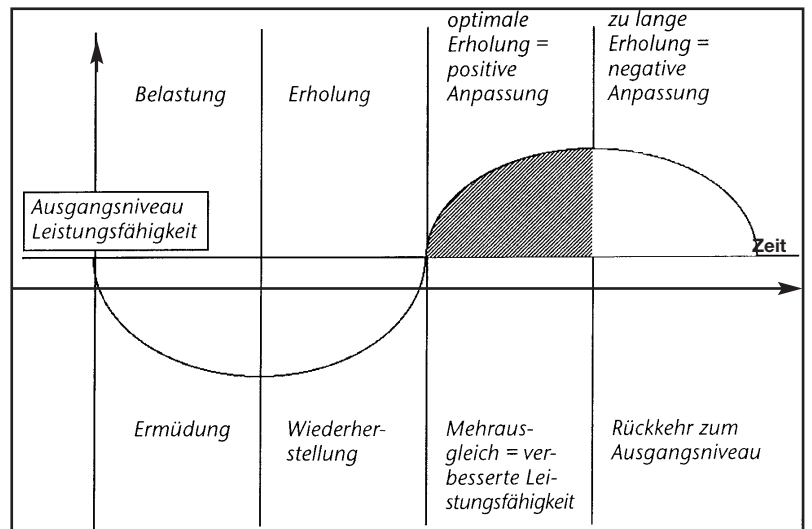 optimale
Erholung =
positive
Anpassung
zu lange
Erholung =
negative
Anpassung
Belastung
Erholung
Ausgangsniveau
Leistungsfähigkeit
Zeit
Ermüdung
Wiederher-
stellung
Mehraus-
gleich = ver-
besserte Lei-
stungsfähigkeit
Rückkehr zum
Ausgangsniveau